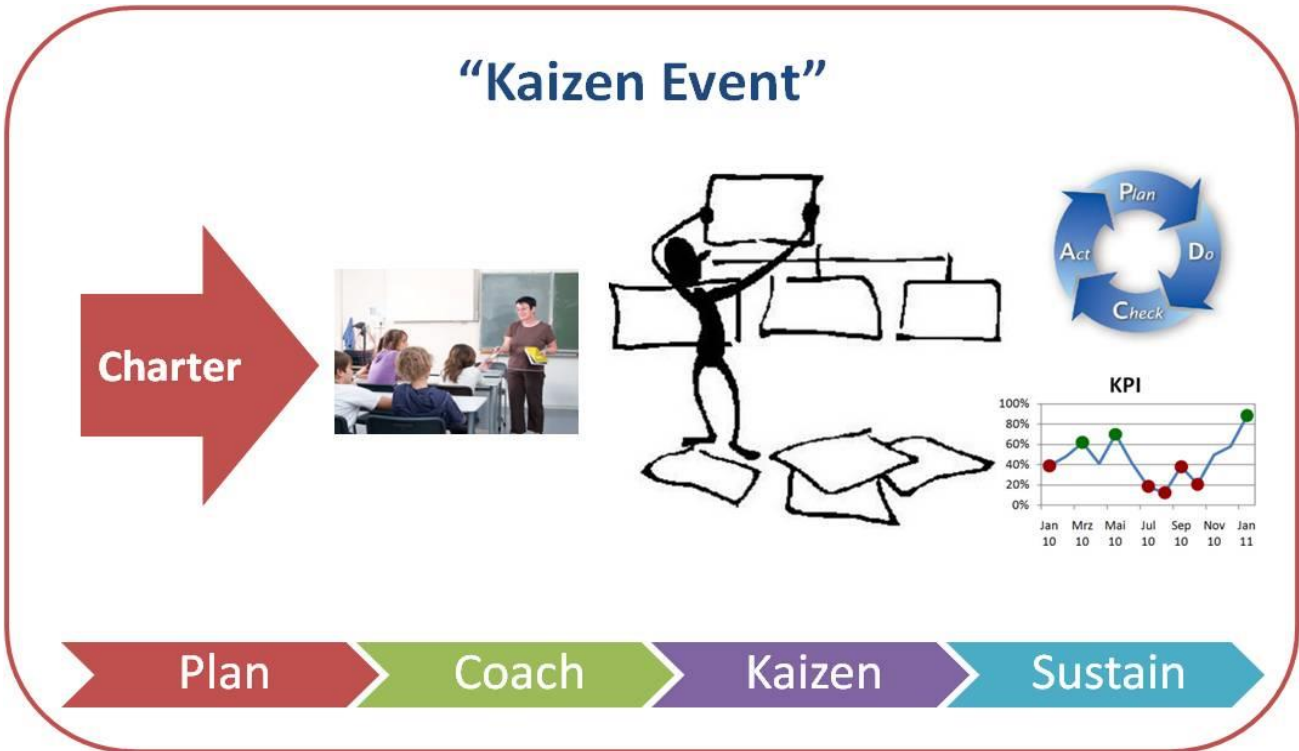 “Kaizen Event”
Charter
Plan
Do
Check
Act
KPI
100%
80%
60%
40%
20%
0%
Jan Mrz Mai Jul Sep Nov Jan
10 10 10 10 10 10 11
Plan Coach Kaizen Sustain